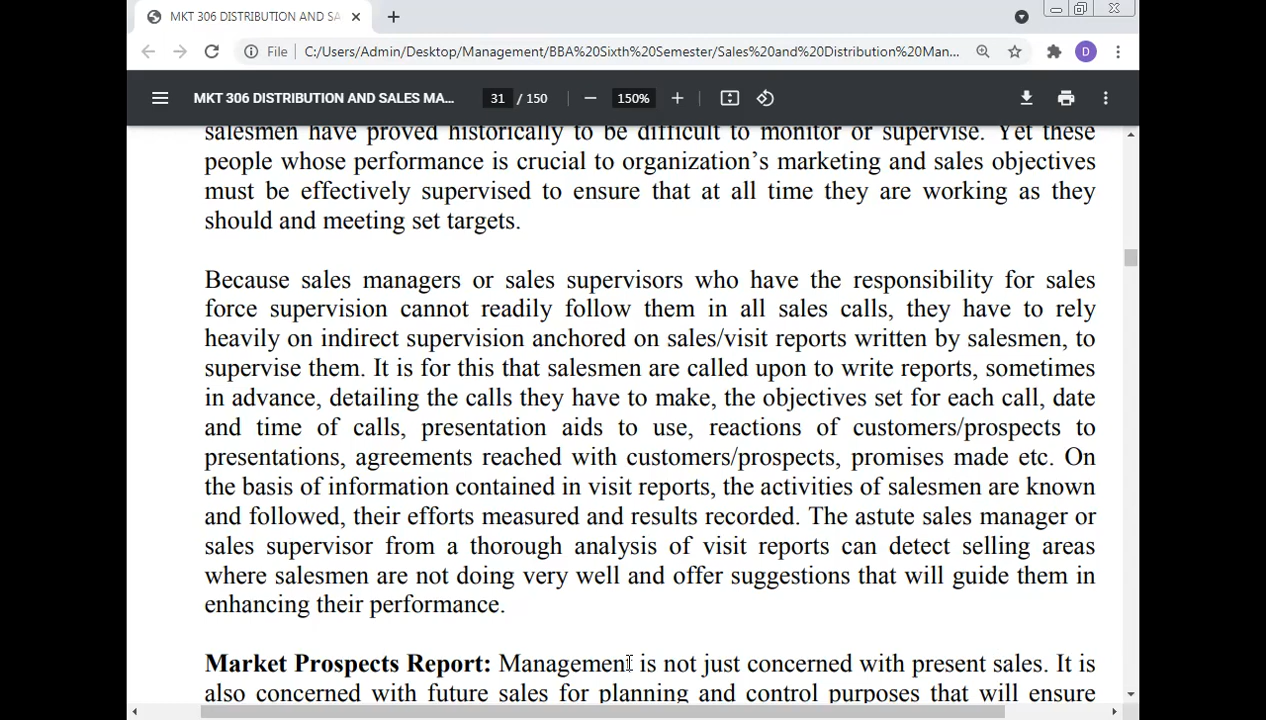 MKT 306 DISTRIBUTION AND SA
File C:/Users/Admin/Desktop/Management/BBA%20Sixth%20Semester/Sales%20and%20Distribution%20Man... D
MKT 306 DISTRIBUTION AND SALES MA... 31 / 150 150%
salesmen have proved historically to be difficult to monitor or supervise. Yet these
people whose performance is crucial to organization’s marketing and sales objectives
must be effectively supervised to ensure that at all time they are working as they
should and meeting set targets.
Because sales managers or sales supervisors who have the responsibility for sales
force supervision cannot readily follow them in all sales calls, they have to rely
heavily on indirect supervision anchored on sales/visit reports written by salesmen, to
supervise them. It is for this that salesmen are called upon to write reports, sometimes
in advance, detailing the calls they have to make, the objectives set for each call, date
and time of calls, presentation aids to use, reactions of customers/prospects to
presentations, agreements reached with customers/prospects, promises made etc. On
the basis of information contained in visit reports, the activities of salesmen are known
and followed, their efforts measured and results recorded. The astute sales manager or
sales supervisor from a thorough analysis of visit reports can detect selling areas
where salesmen are not doing very well and offer suggestions that will guide them in
enhancing their performance.
Market Prospects Report: Management is not just concerned with present sales. It is
also concerned with future sales for planning and control purposes that will ensure